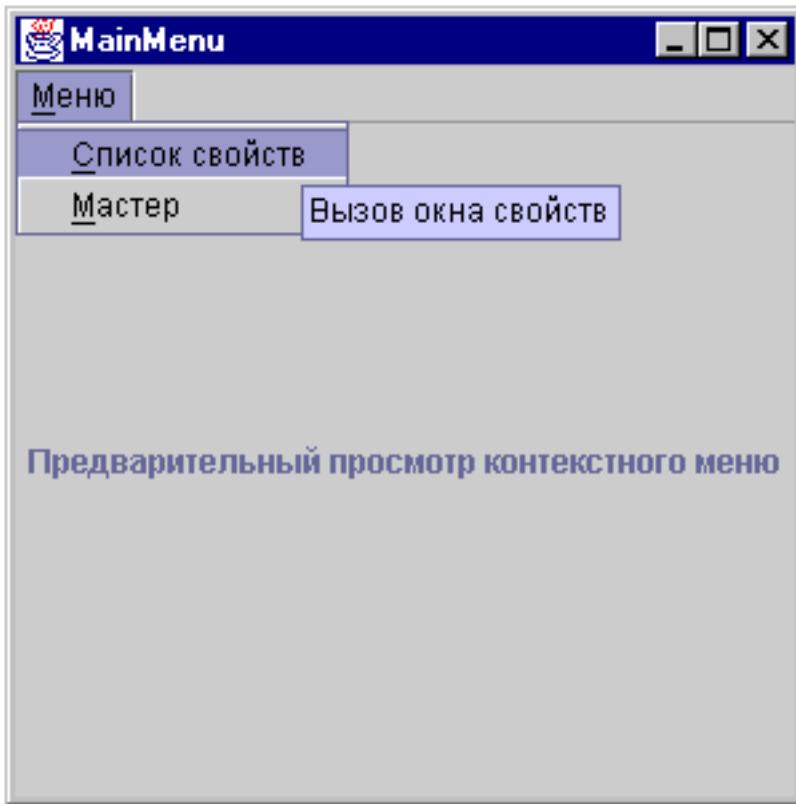 MainMenu
Меню
Список свойств
Мастер
Вызов окна свойств
Предварительный просмотр контекстного меню